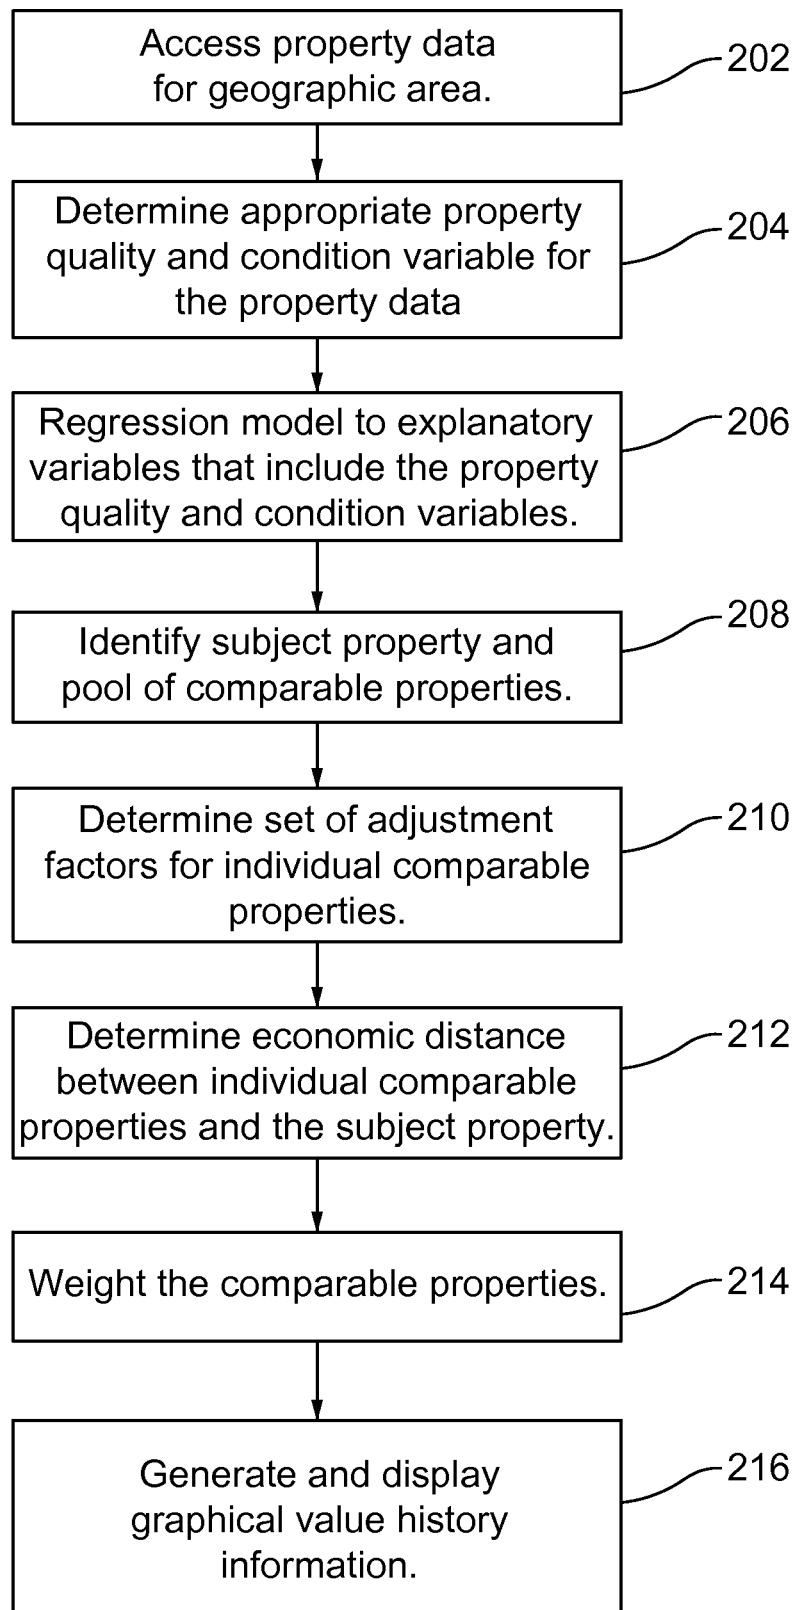 Access property data
for geographic area.
202
Determine appropriate property
quality and condition variable for
the property data
204
Regression model to explanatory
variables that include the property
quality and condition variables.
206
Identify subject property and
pool of comparable properties.
208
Determine set of adjustment
factors for individual comparable
properties.
210
Determine economic distance
between individual comparable
properties and the subject property.
212
Weight the comparable properties.
214
Generate and display
graphical value history
information.
216